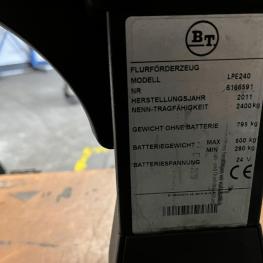 BT
FLURFÖRDERZEUG
MODELL LPE240
NR 6166591
HERSTELLUNGSJAHR 2011
NENN-TRAGFÄHIGKEIT 2400 kg
GEWICHT OHNE BATTERIE 795 kg
BATTERIEGEWICHT MAX 500 kg
MIN 280 kg
BATTERIESPANNUNG 24 V
CE